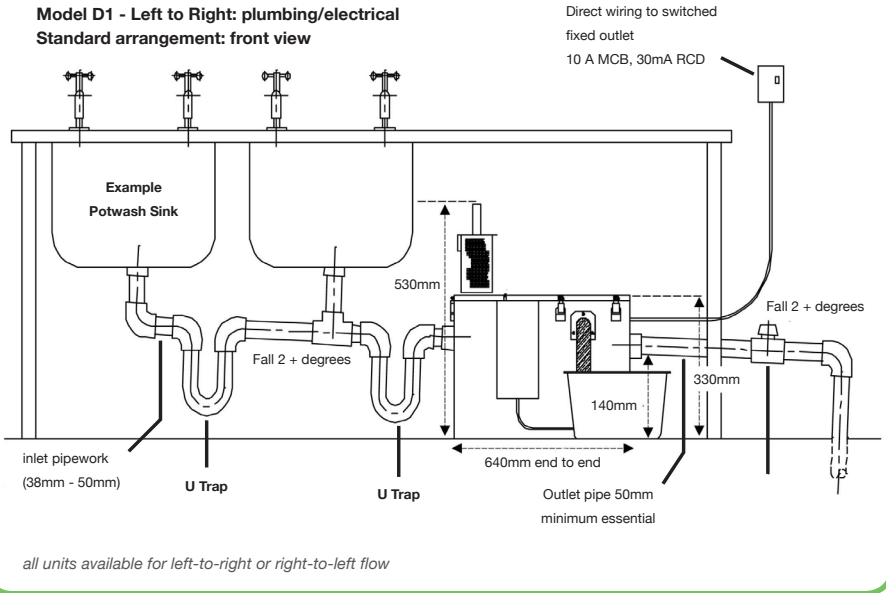 Model D1 - Left to Right: plumbing/electrical
Standard arrangement: front view
Direct wiring to switched
fixed outlet
10 A MCB, 30mA RCD
Example
Potwash Sink
530mm
Fall 2 + degrees
Fall 2 + degrees
330mm
140mm
640mm end to end
inlet pipework
(38mm - 50mm)
U Trap
U Trap
Outlet pipe 50mm
minimum essential
all units available for left-to-right or right-to-left flow